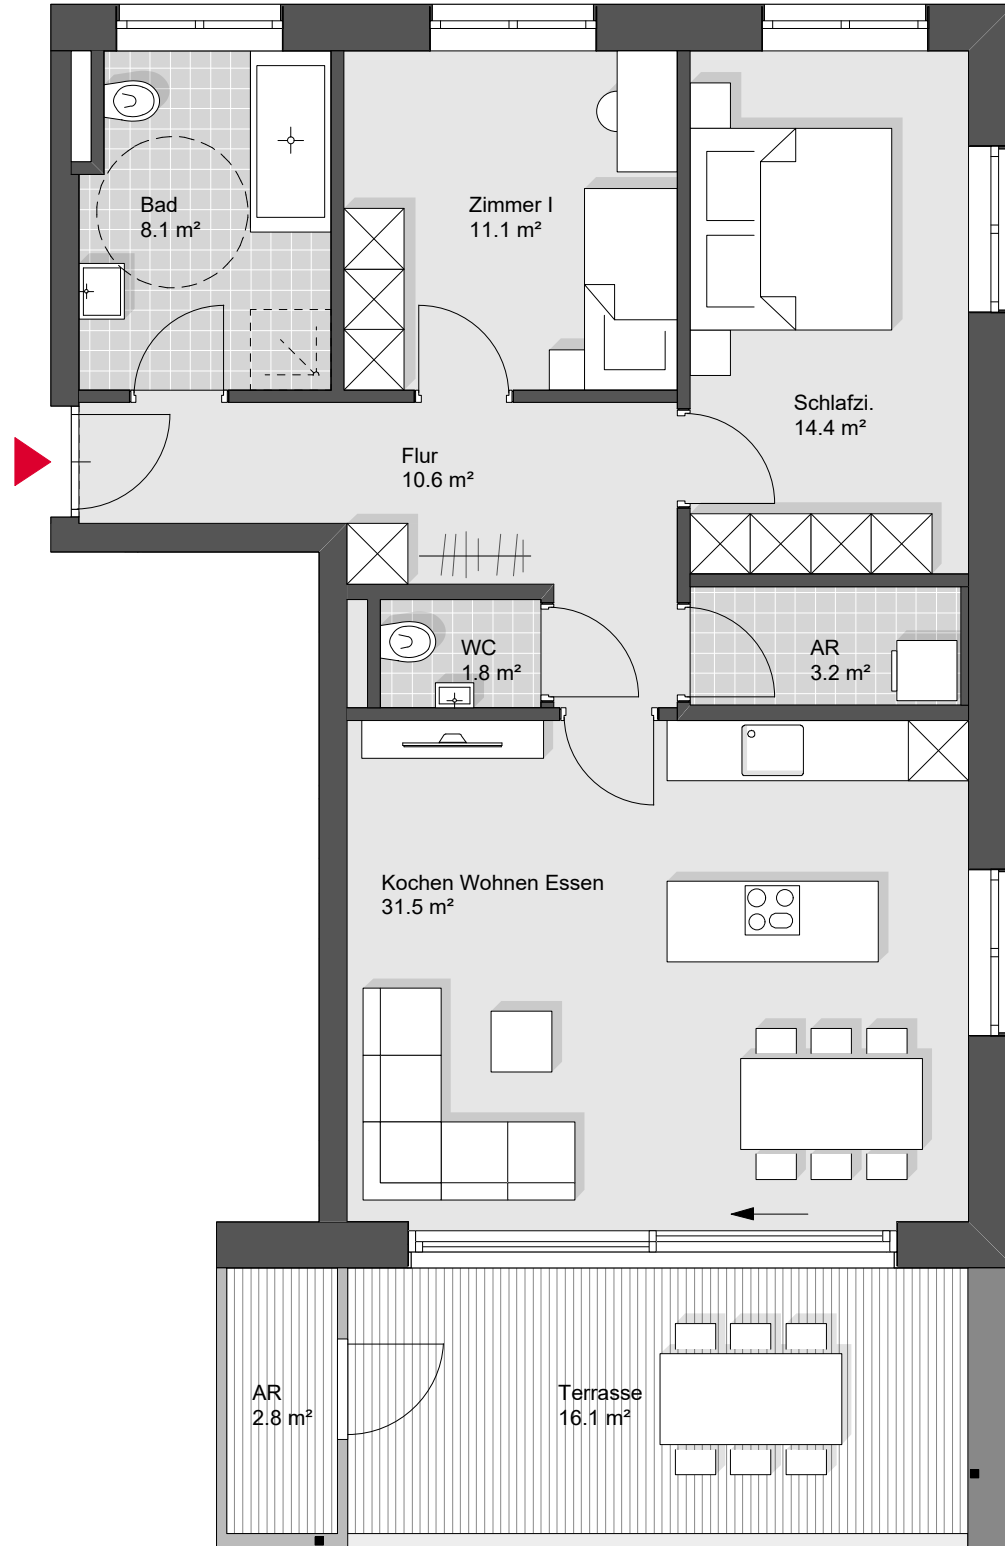 Bad
8.1 m²
Zimmer I
11.1 m²
Schlafzi.
14.4 m²
Flur
10.6 m²
WC
1.8 m²
AR
3.2 m²
Kochen Wohnen Essen
31.5 m²
AR
2.8 m²
Terrasse
16.1 m²